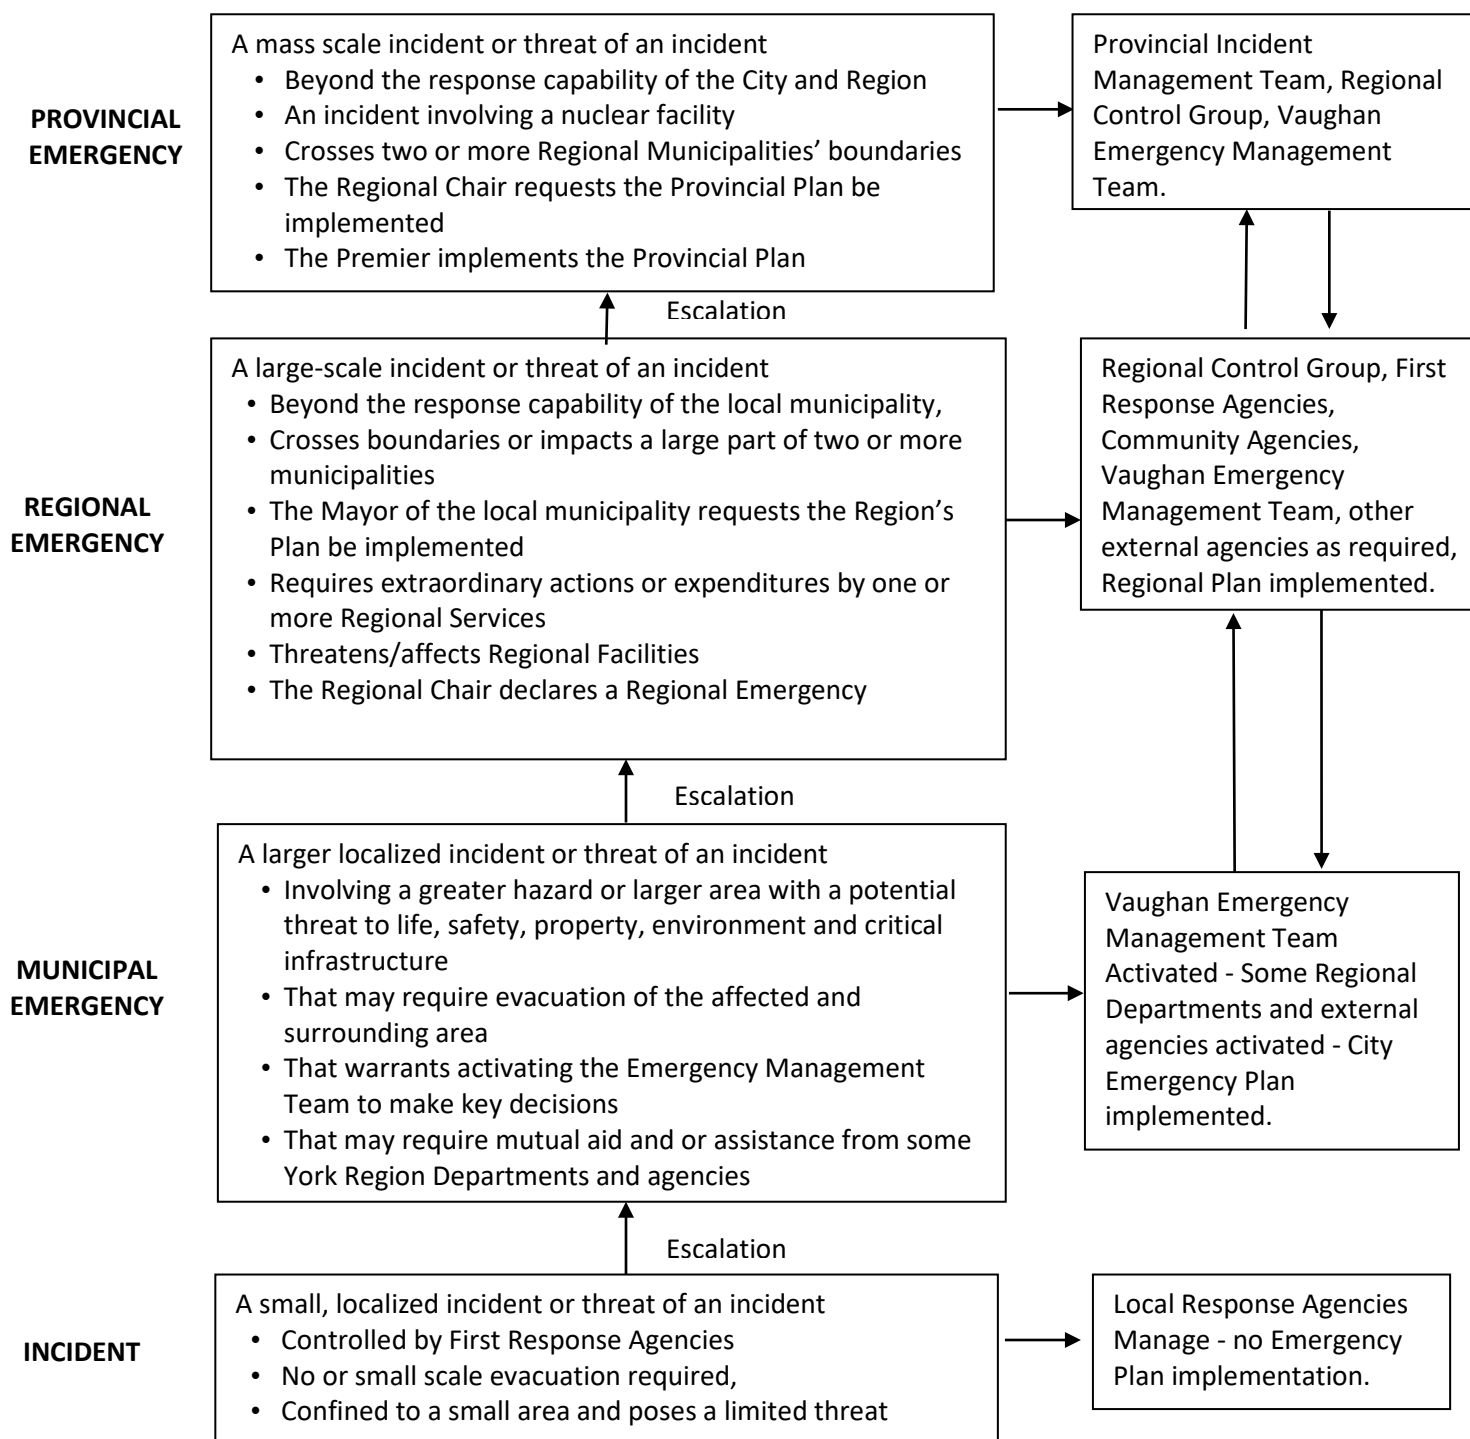 PROVINCIAL
EMERGENCY
A mass scale incident or threat of an incident
• Beyond the response capability of the City and Region
• An incident involving a nuclear facility
• Crosses two or more Regional Municipalities’ boundaries
• The Regional Chair requests the Provincial Plan be
implemented
• The Premier implements the Provincial Plan
Provincial Incident
Management Team, Regional
Control Group, Vaughan
Emergency Management
Team.
Escalation
REGIONAL
EMERGENCY
A large-scale incident or threat of an incident
• Beyond the response capability of the local municipality,
• Crosses boundaries or impacts a large part of two or more
municipalities
• The Mayor of the local municipality requests the Region’s
Plan be implemented
• Requires extraordinary actions or expenditures by one or
more Regional Services
• Threatens/affects Regional Facilities
• The Regional Chair declares a Regional Emergency
Regional Control Group, First
Response Agencies,
Community Agencies,
Vaughan Emergency
Management Team, other
external agencies as required,
Regional Plan implemented.
Escalation
MUNICIPAL
EMERGENCY
A larger localized incident or threat of an incident
• Involving a greater hazard or larger area with a potential
threat to life, safety, property, environment and critical
infrastructure
• That may require evacuation of the affected and
surrounding area
• That warrants activating the Emergency Management
Team to make key decisions
• That may require mutual aid and or assistance from some
York Region Departments and agencies
Vaughan Emergency
Management Team
Activated - Some Regional
Departments and external
agencies activated - City
Emergency Plan
implemented.
Escalation
INCIDENT
A small, localized incident or threat of an incident
• Controlled by First Response Agencies
• No or small scale evacuation required,
• Confined to a small area and poses a limited threat
Local Response Agencies
Manage - no Emergency
Plan implementation.